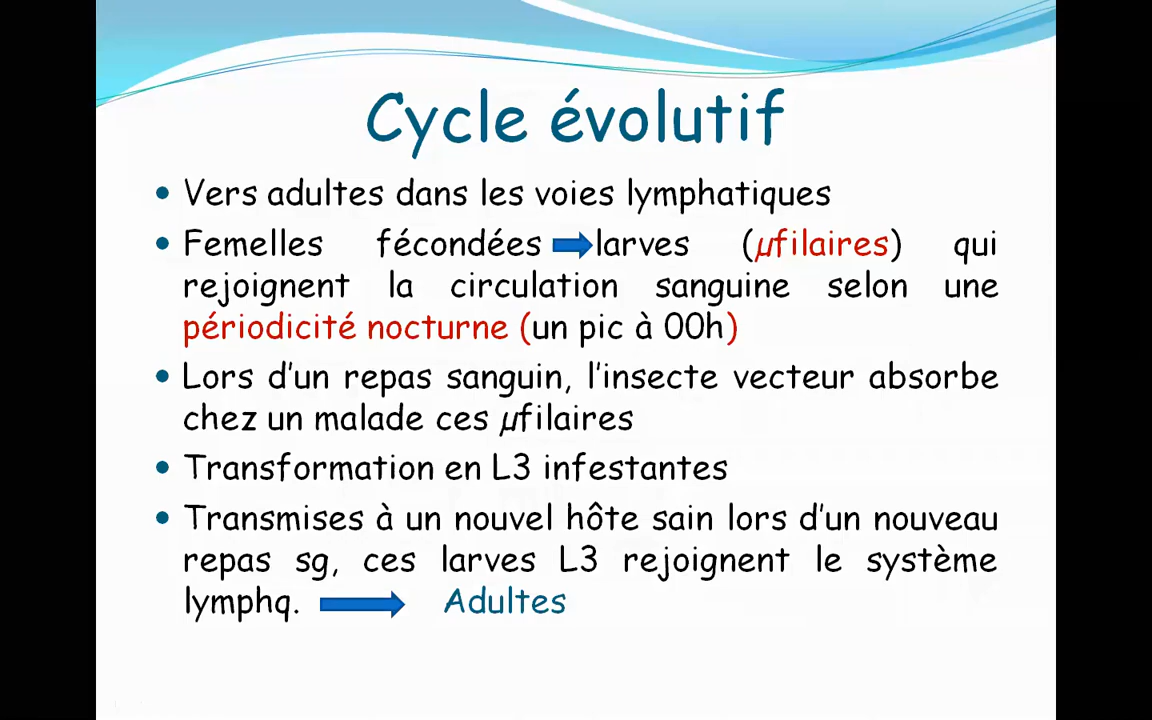 Cycle évolutif
• Vers adultes dans les voies lymphatiques
• Femelles fécondées larves (µfilaires) qui
rejoignent la circulation sanguine selon une
périodicité nocturne (un pic à 00h)
• Lors d’un repas sanguin, l’insecte vecteur absorbe
chez un malade ces µfilaires
• Transformation en L3 infestantes
• Transmises à un nouvel hôte sain lors d’un nouveau
repas sg, ces larves L3 rejoignent le système
lymphq. Adultes